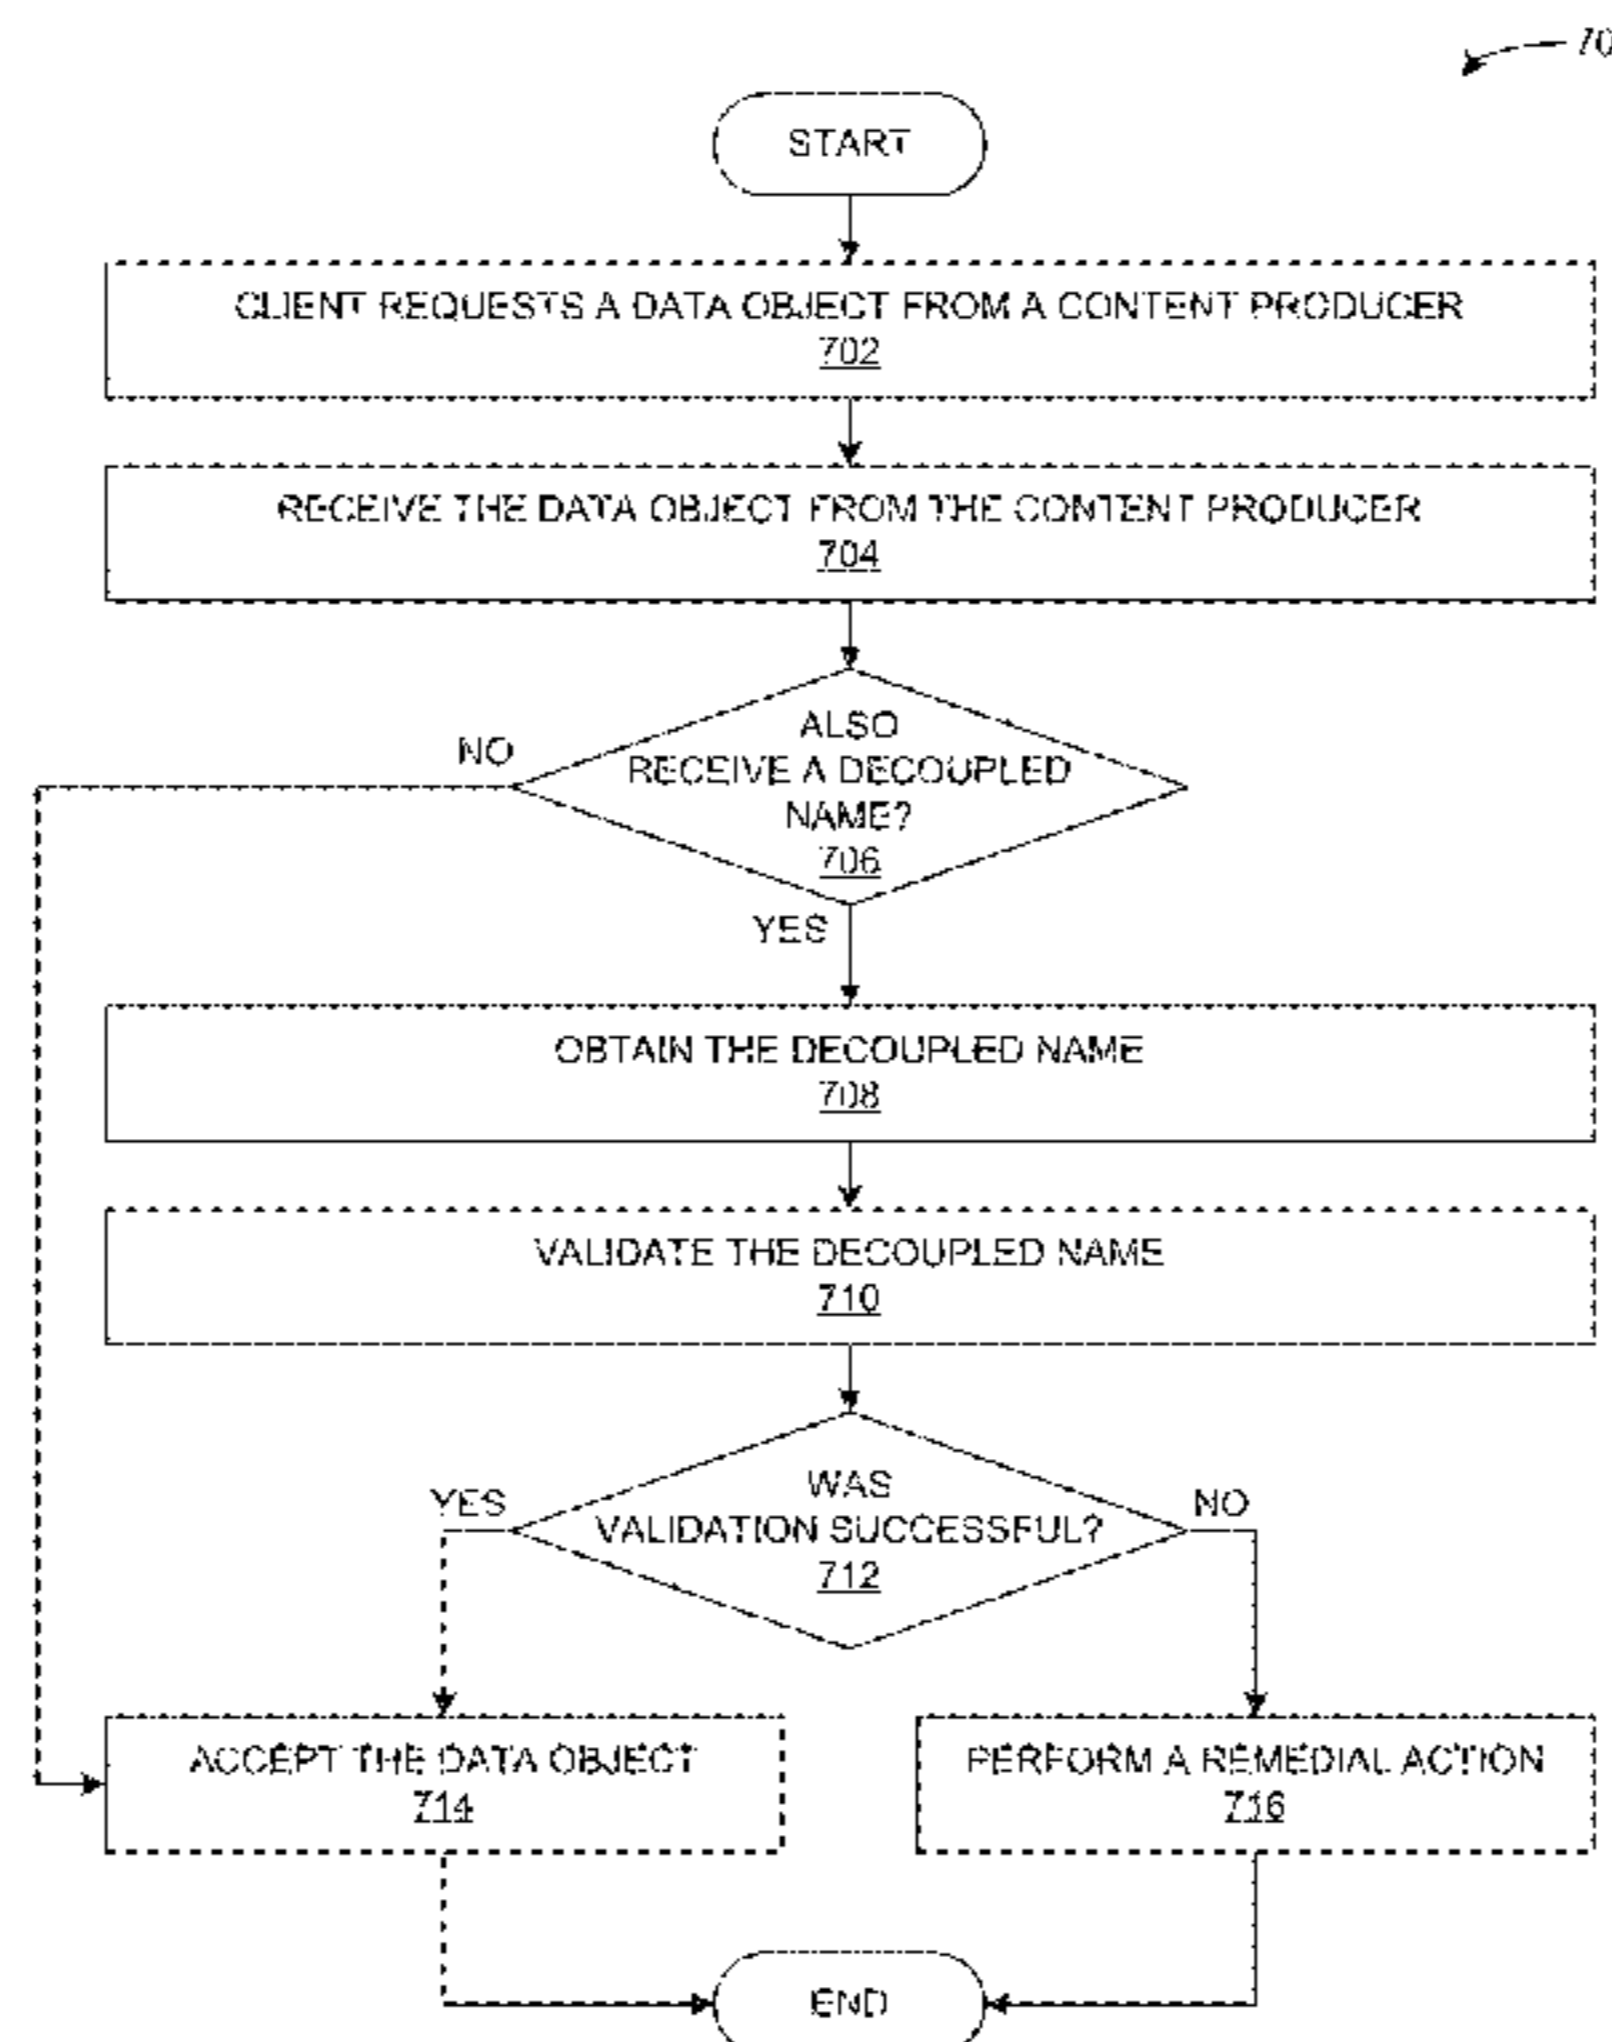 70
START
CLIENT REQUESTS A DATA OBJECT FROM A CONTENT PRODUCER
702
RECEIVE THE DATA OBJECT FROM THE CONTENT PRODUCER
704
ALSO
RECEIVE A DECOUPLED
NAME?
706
NO
YES
OBTAIN THE DECOUPLED NAME
708
VALIDATE THE DECOUPLED NAME
710
WAS
VALIDATION SUCCESSFUL?
712
YES
NO
ACCEPT THE DATA OBJECT
714
PERFORM A REMEDIAL ACTION
716
END